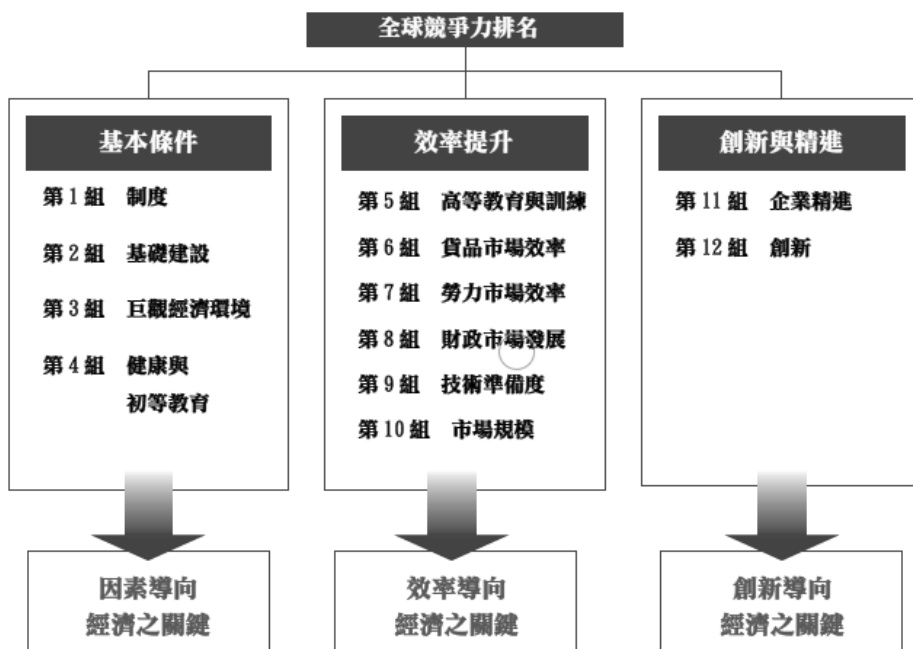 全球競爭力排名
基本條件
第1組 制度
第2組 基礎建設
第3組 巨觀經濟環境
第4組 健康與
初等教育
因素導向
經濟之關鍵
效率提升
第5組 高等教育與訓練
第6組 貨品市場效率
第7組 勞力市場效率
第8組 財政市場發展
第9組 技術準備度
第10組 市場規模
效率導向
經濟之關鍵
創新與精進
第11組 企業精進
第12組 創新
創新導向
經濟之關鍵